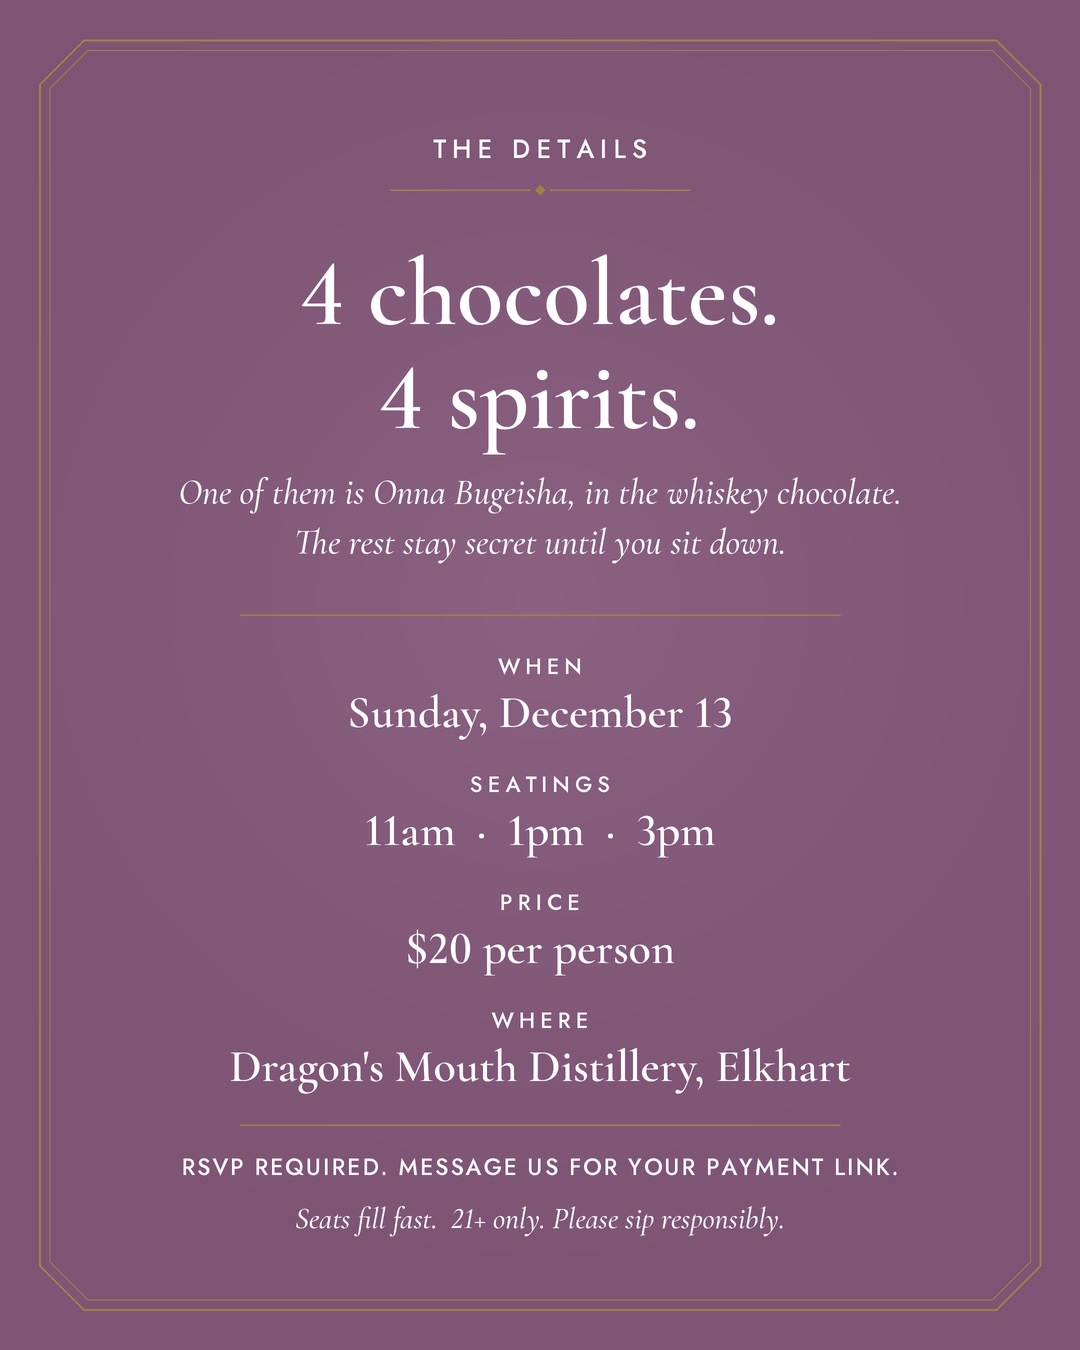 THE DETAILS
4 chocolates.
4 spirits.
One of them is Onna Bugeisha, in the whiskey chocolate.
The rest stay secret until you sit down.
WHEN
Sunday, December 13
SEATINGS
11am · 1pm · 3pm
PRICE
$20 per person
WHERE
Dragon's Mouth Distillery, Elkhart
RSVP REQUIRED. MESSAGE US FOR YOUR PAYMENT LINK.
Seats fill fast. 21+ only. Please sip responsibly.